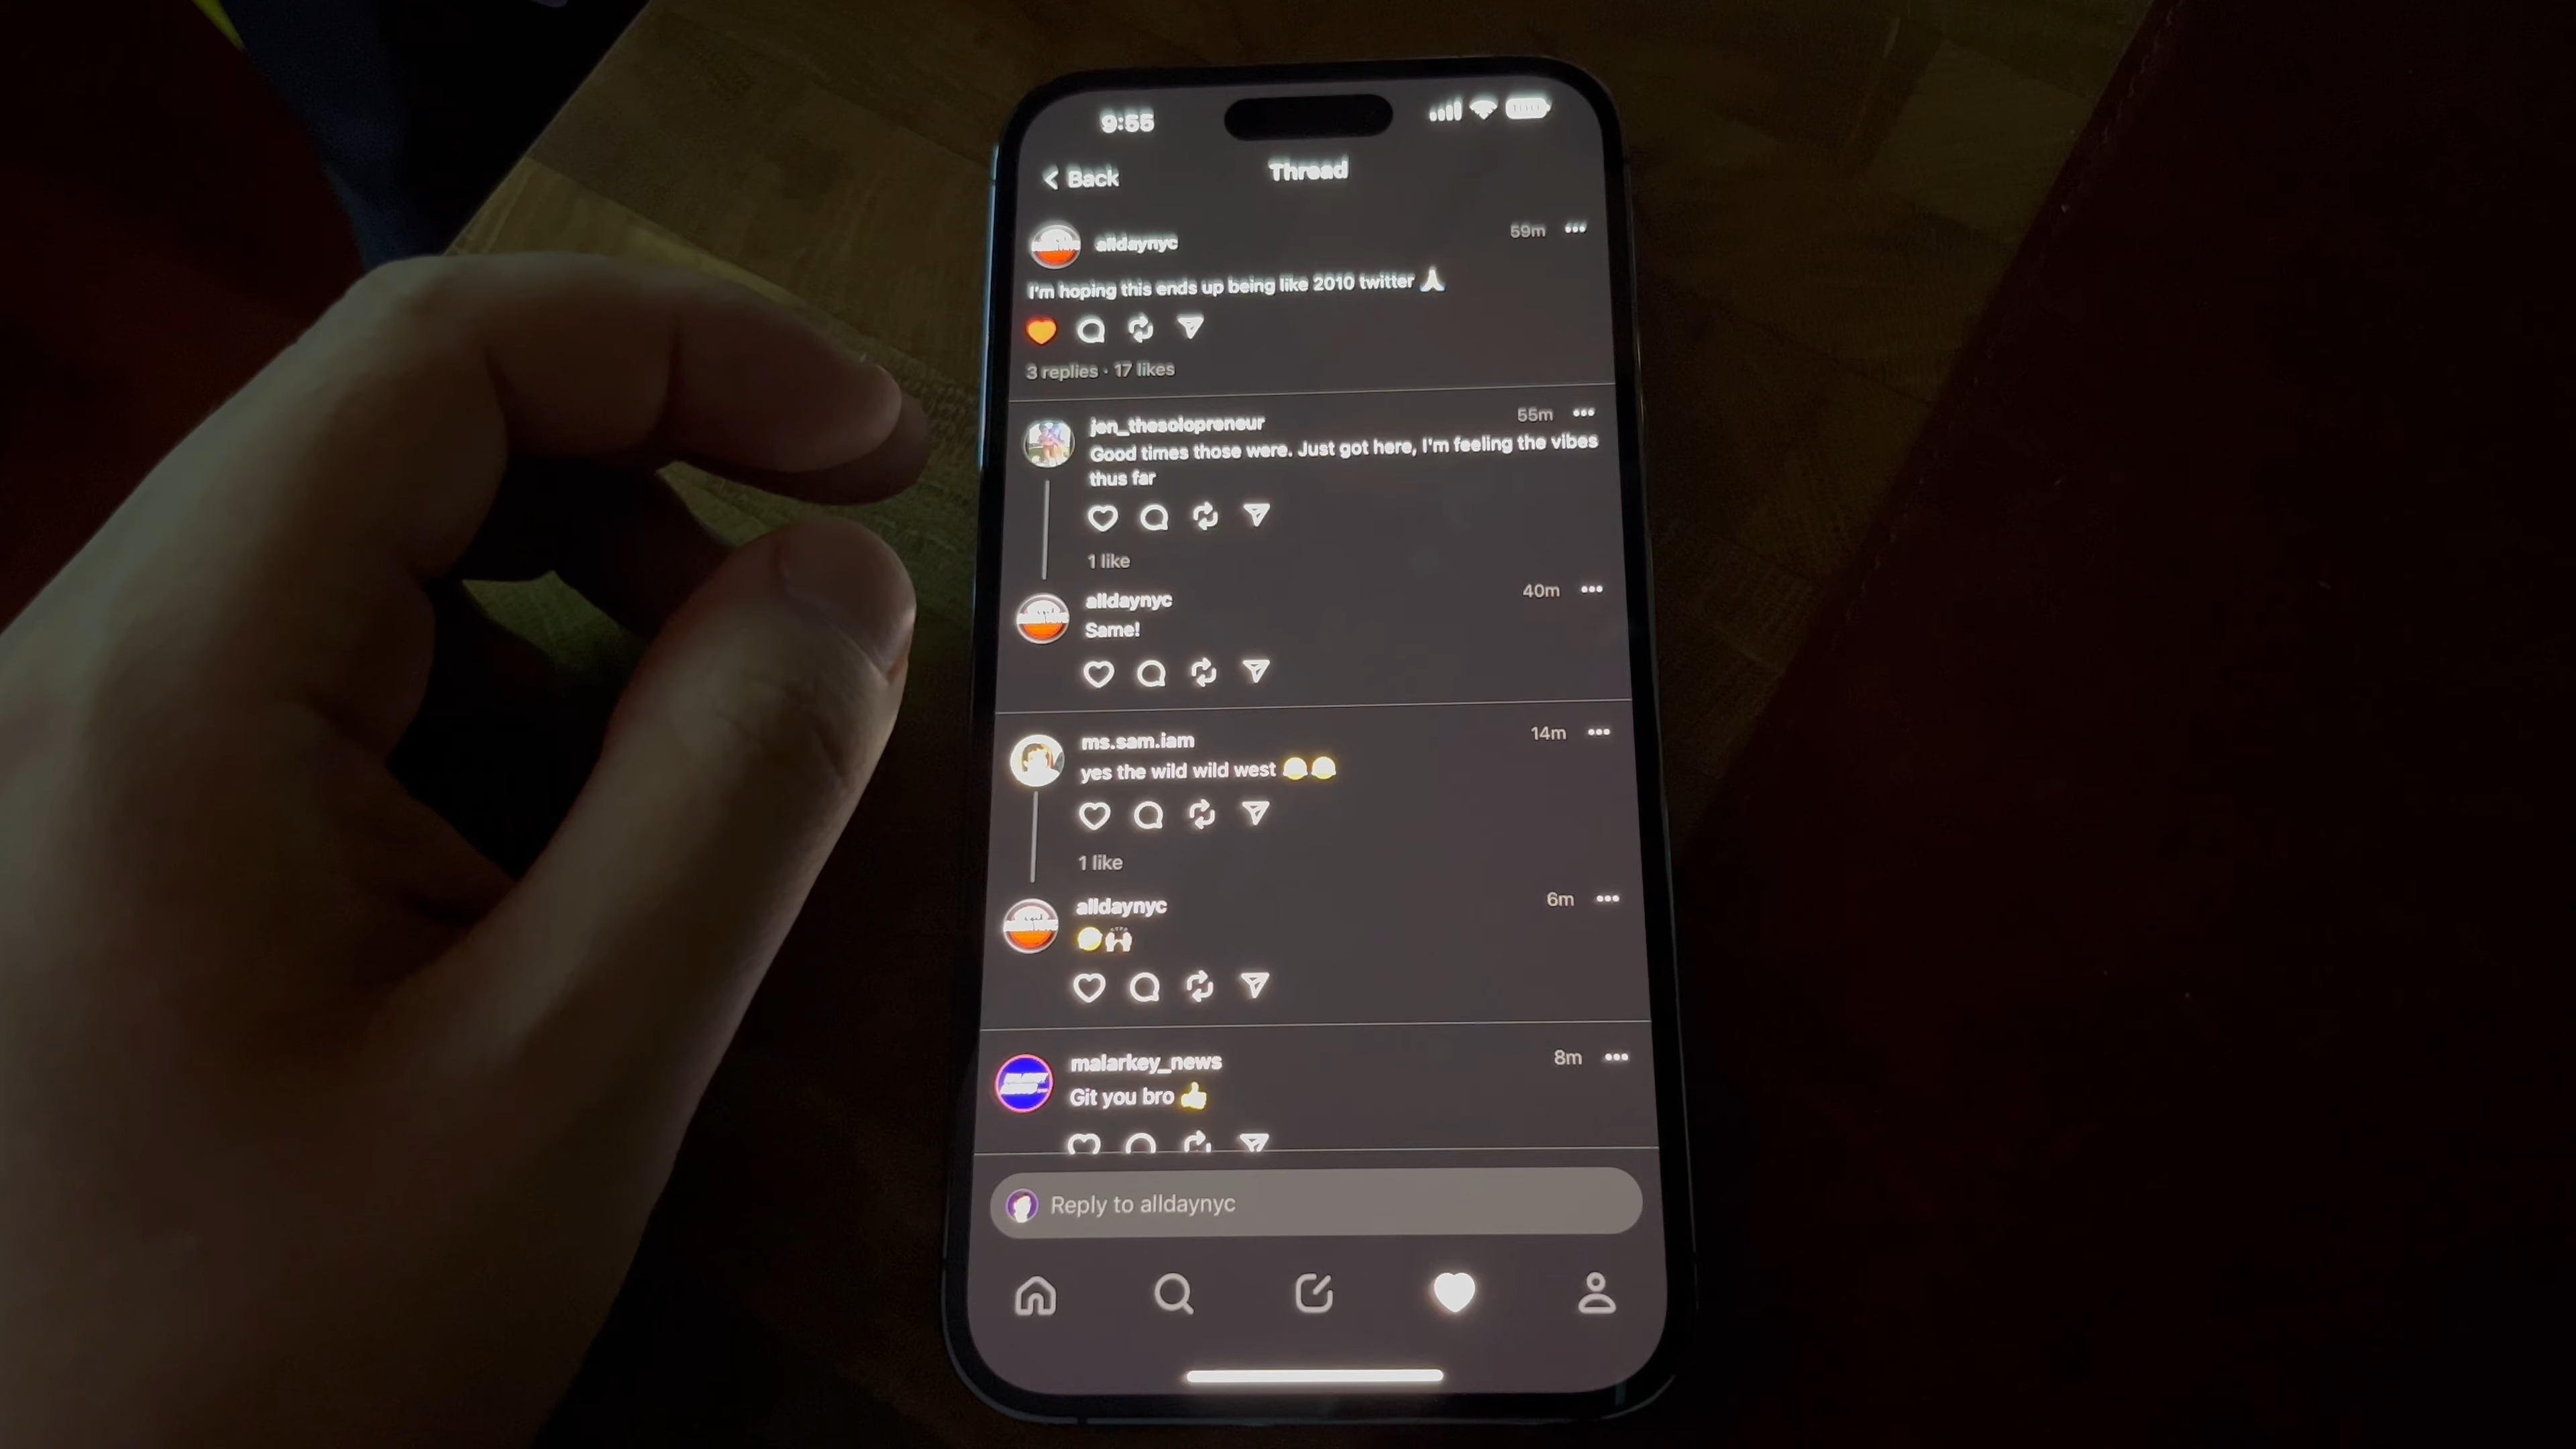 9:55
Back
Thread
alldaynyc
59m
I'm hoping this ends up being like 2010 twitter
3 replies · 17 likes
jen_thesolopreneur
55m
Good times those were. Just got here, I'm feeling the vibes
thus far
1 like
alldaynyc
40m
Same!
ms.sam.iam
14m
yes the wild wild west
1 like
alldaynyc
6m
malarkey_news
8m
Git you bro 👍
Reply to alldaynyc